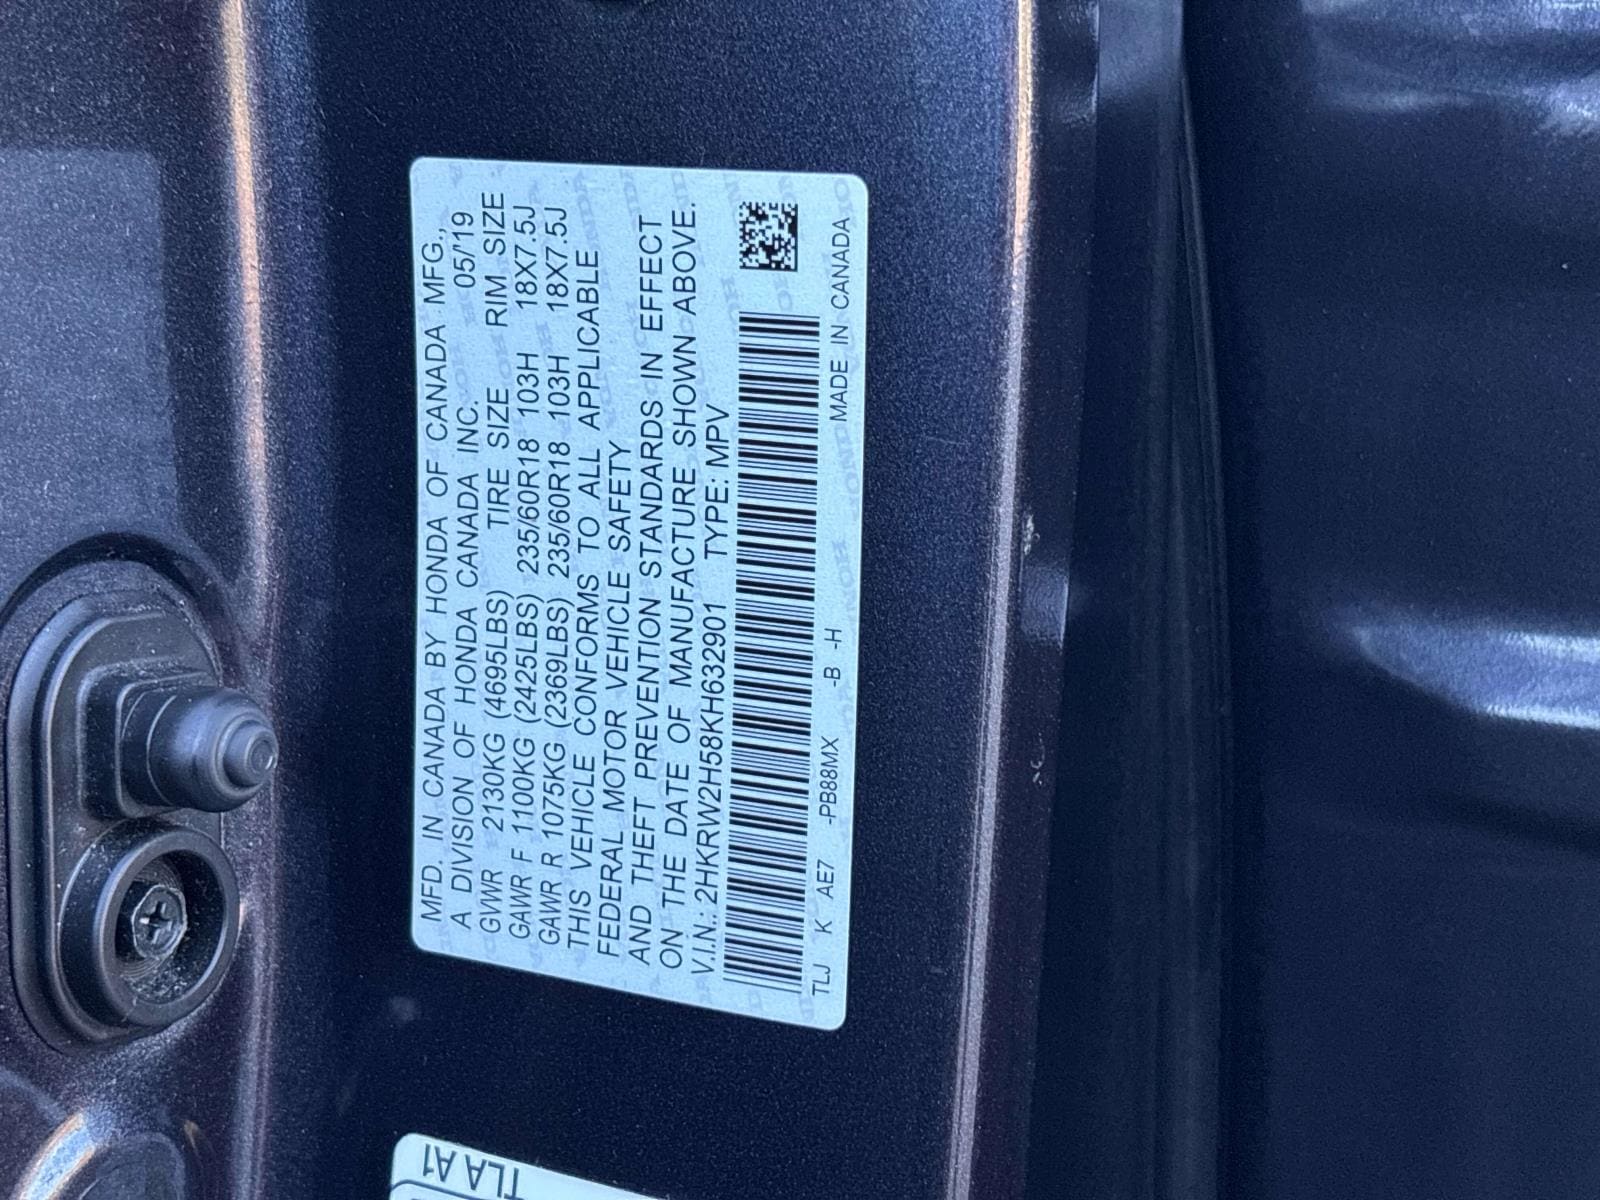 MFD. IN CANADA BY HONDA OF CANADA MFG.,
A DIVISION OF HONDA CANADA INC. 05/'19
GVWR 2130KG (4695LBS) TIRE SIZE RIM SIZE
GAWR F 1100KG (2425LBS) 235/60R18 103H 18X7.5J
GAWR R 1075KG (2369LBS) 235/60R18 103H 18X7.5J
THIS VEHICLE CONFORMS TO ALL APPLICABLE
FEDERAL MOTOR VEHICLE SAFETY
AND THEFT PREVENTION STANDARDS IN EFFECT
ON THE DATE OF MANUFACTURE SHOWN ABOVE.
V.I.N.: 2HKRW2H58KH632901 TYPE: MPV
TLJ K AE7 -PB88MX -B -H MADE IN CANADA
TLA A1